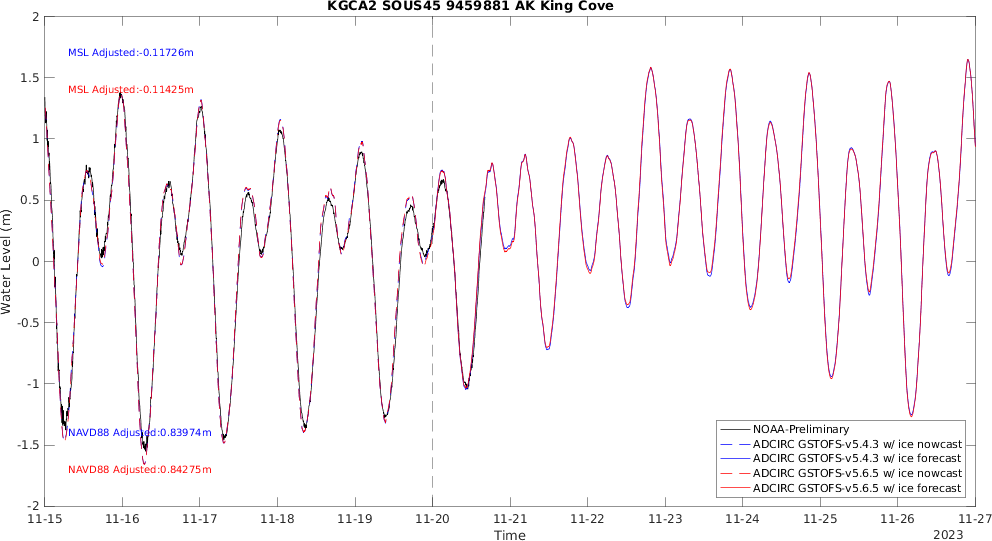 KGCA2 SOUS45 9459881 AK King Cove
2
MSL Adjusted:-0.11726m
1.5
MSL Adjusted:-0.11425m
1
0.5
0
-0.5
-1
-1.5
-2
Water Level (m)
NAVD88 Adjusted:0.83974m
NAVD88 Adjusted:0.84275m
NOAA-Preliminary
ADCIRC GSTOFS-v5.4.3 w/ ice nowcast
ADCIRC GSTOFS-v5.4.3 w/ ice forecast
ADCIRC GSTOFS-v5.6.5 w/ ice nowcast
ADCIRC GSTOFS-v5.6.5 w/ ice forecast
11-15 11-16 11-17 11-18 11-19 11-20 11-21 11-22 11-23 11-24 11-25 11-26 11-27
Time
2023